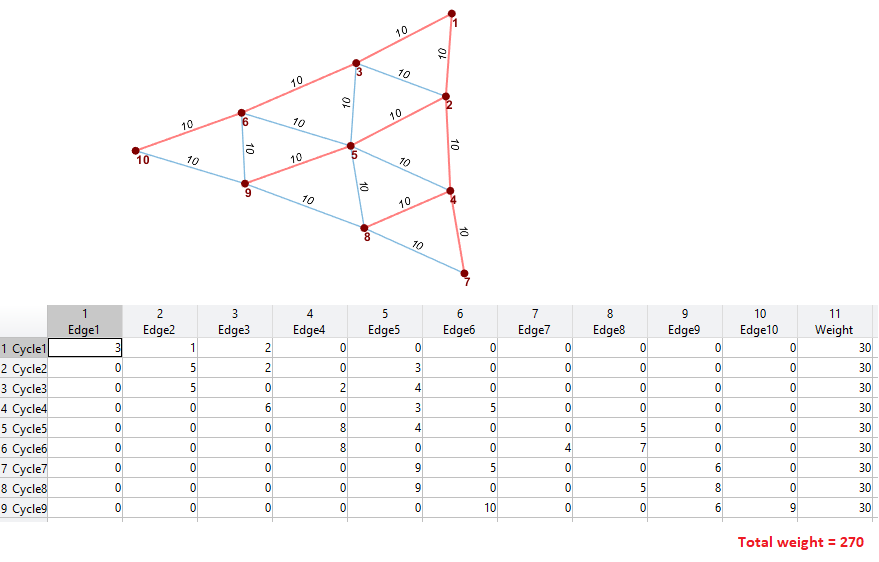 1
10
10
3
10
10
2
10
10
10
6
10
10
5
10
10
10
10
10
9
10
4
10
10
10
8
10
10
7
1 2 3 4 5 6 7 8 9 10 11
Edge1 Edge2 Edge3 Edge4 Edge5 Edge6 Edge7 Edge8 Edge9 Edge10 Weight
1 Cycle1 3 1 2 0 0 0 0 0 0 0 30
2 Cycle2 0 5 2 0 3 0 0 0 0 0 30
3 Cycle3 0 5 0 2 4 0 0 0 0 0 30
4 Cycle4 0 0 6 0 3 5 0 0 0 0 30
5 Cycle5 0 0 0 8 4 0 0 5 0 0 30
6 Cycle6 0 0 0 8 0 0 4 7 0 0 30
7 Cycle7 0 0 0 0 9 5 0 0 6 0 30
8 Cycle8 0 0 0 0 9 0 0 5 8 0 30
9 Cycle9 0 0 0 0 0 10 0 0 6 9 30
Total weight = 270